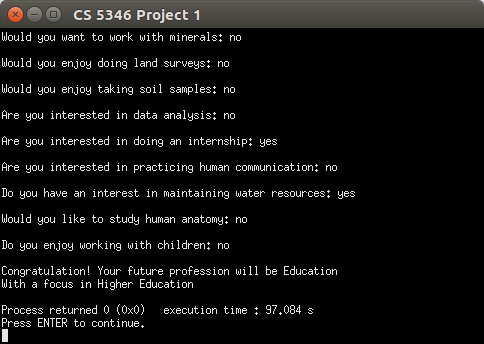 CS 5346 Project 1
Would you want to work with minerals: no
Would you enjoy doing land surveys: no
Would you enjoy taking soil samples: no
Are you interested in data analysis: no
Are you interested in doing an internship: yes
Are you interested in practicing human communication: no
Do you have an interest in maintaining water resources: yes
Would you like to study human anatomy: no
Do you enjoy working with children: no
Congratulation! Your future profession will be Education
With a focus in Higher Education
Process returned 0 (0x0)   execution time : 97.084 s
Press ENTER to continue.